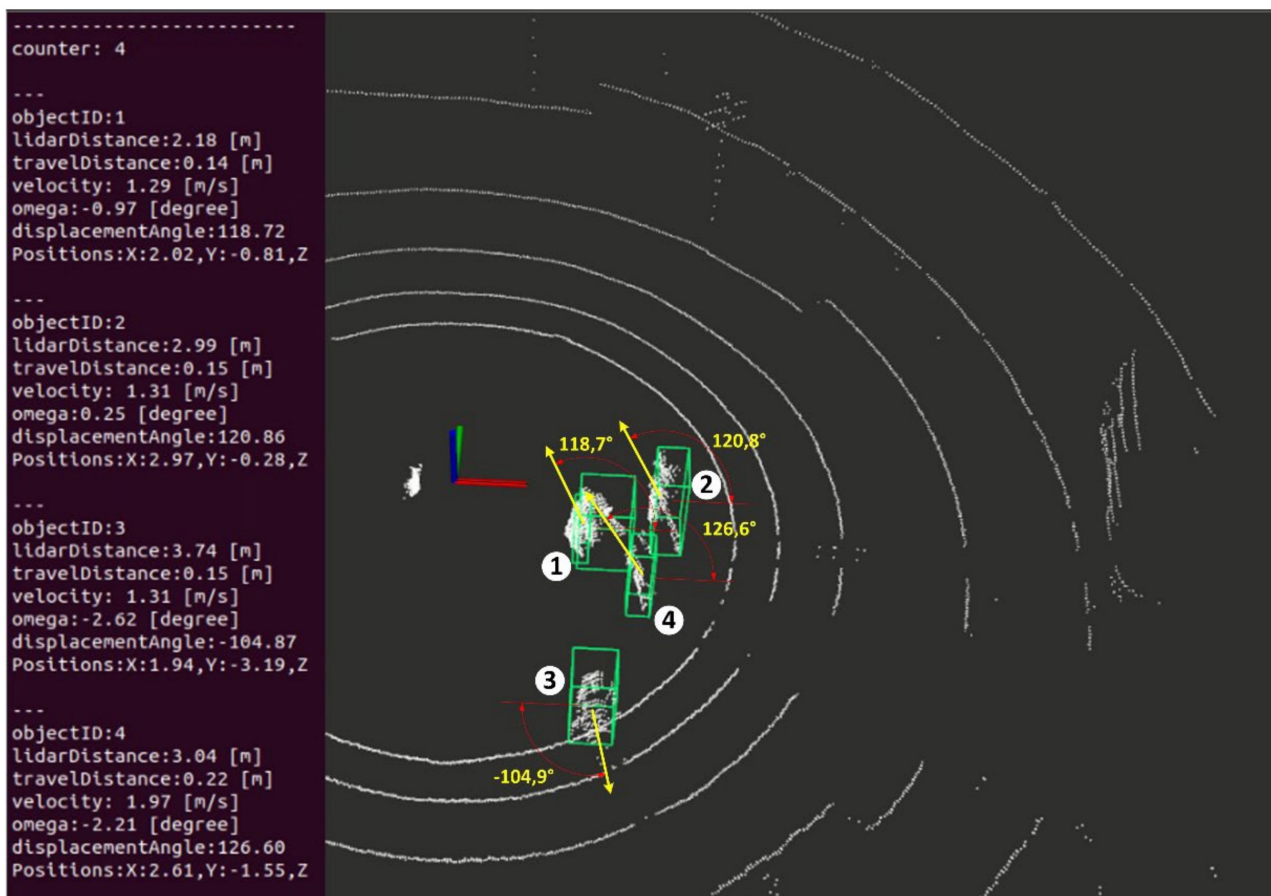 --------------------------
counter: 4
---
objectID:1
lidarDistance:2.18 [m]
travelDistance:0.14 [m]
velocity: 1.29 [m/s]
omega:-0.97 [degree]
displacementAngle:118.72
Positions:X:2.02,Y:-0.81,Z
---
objectID:2
lidarDistance:2.99 [m]
travelDistance:0.15 [m]
velocity: 1.31 [m/s]
omega:0.25 [degree]
displacementAngle:120.86
Positions:X:2.97,Y:-0.28,Z
---
objectID:3
lidarDistance:3.74 [m]
travelDistance:0.15 [m]
velocity: 1.31 [m/s]
omega:-2.62 [degree]
displacementAngle:-104.87
Positions:X:1.94,Y:-3.19,Z
---
objectID:4
lidarDistance:3.04 [m]
travelDistance:0.22 [m]
velocity: 1.97 [m/s]
omega:-2.21 [degree]
displacementAngle:126.60
Positions:X:2.61,Y:-1.55,Z
118,7°
120,8°
2
126,6°
1
4
3
-104,9°